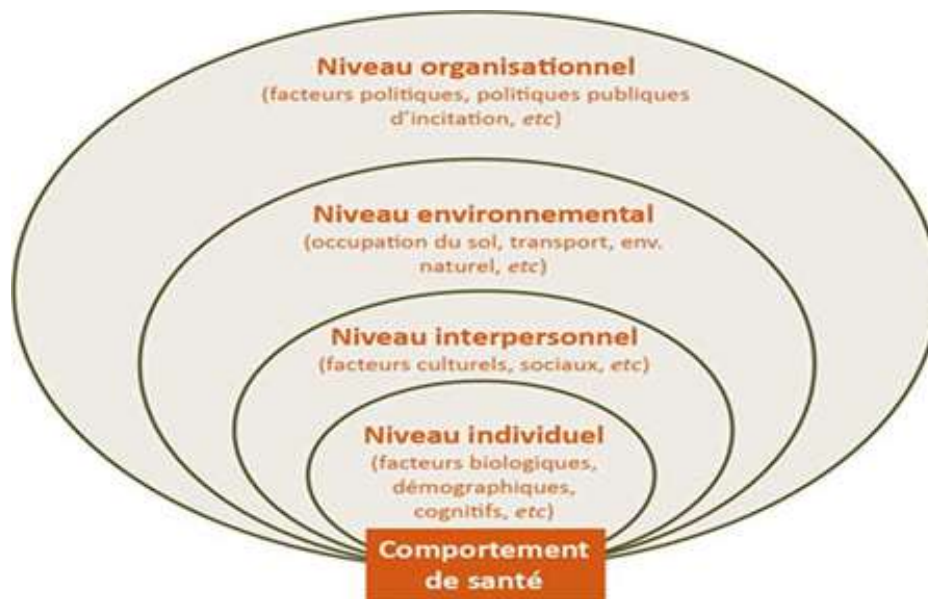 Niveau organisationnel
(facteurs politiques, politiques publiques
d'incitation, etc)
Niveau environnemental
(occupation du sol, transport, env.
naturel, etc)
Niveau interpersonnel
(facteurs culturels, sociaux, etc)
Niveau individuel
(facteurs biologiques,
démographiques,
cognitifs, etc)
Comportement
de santé